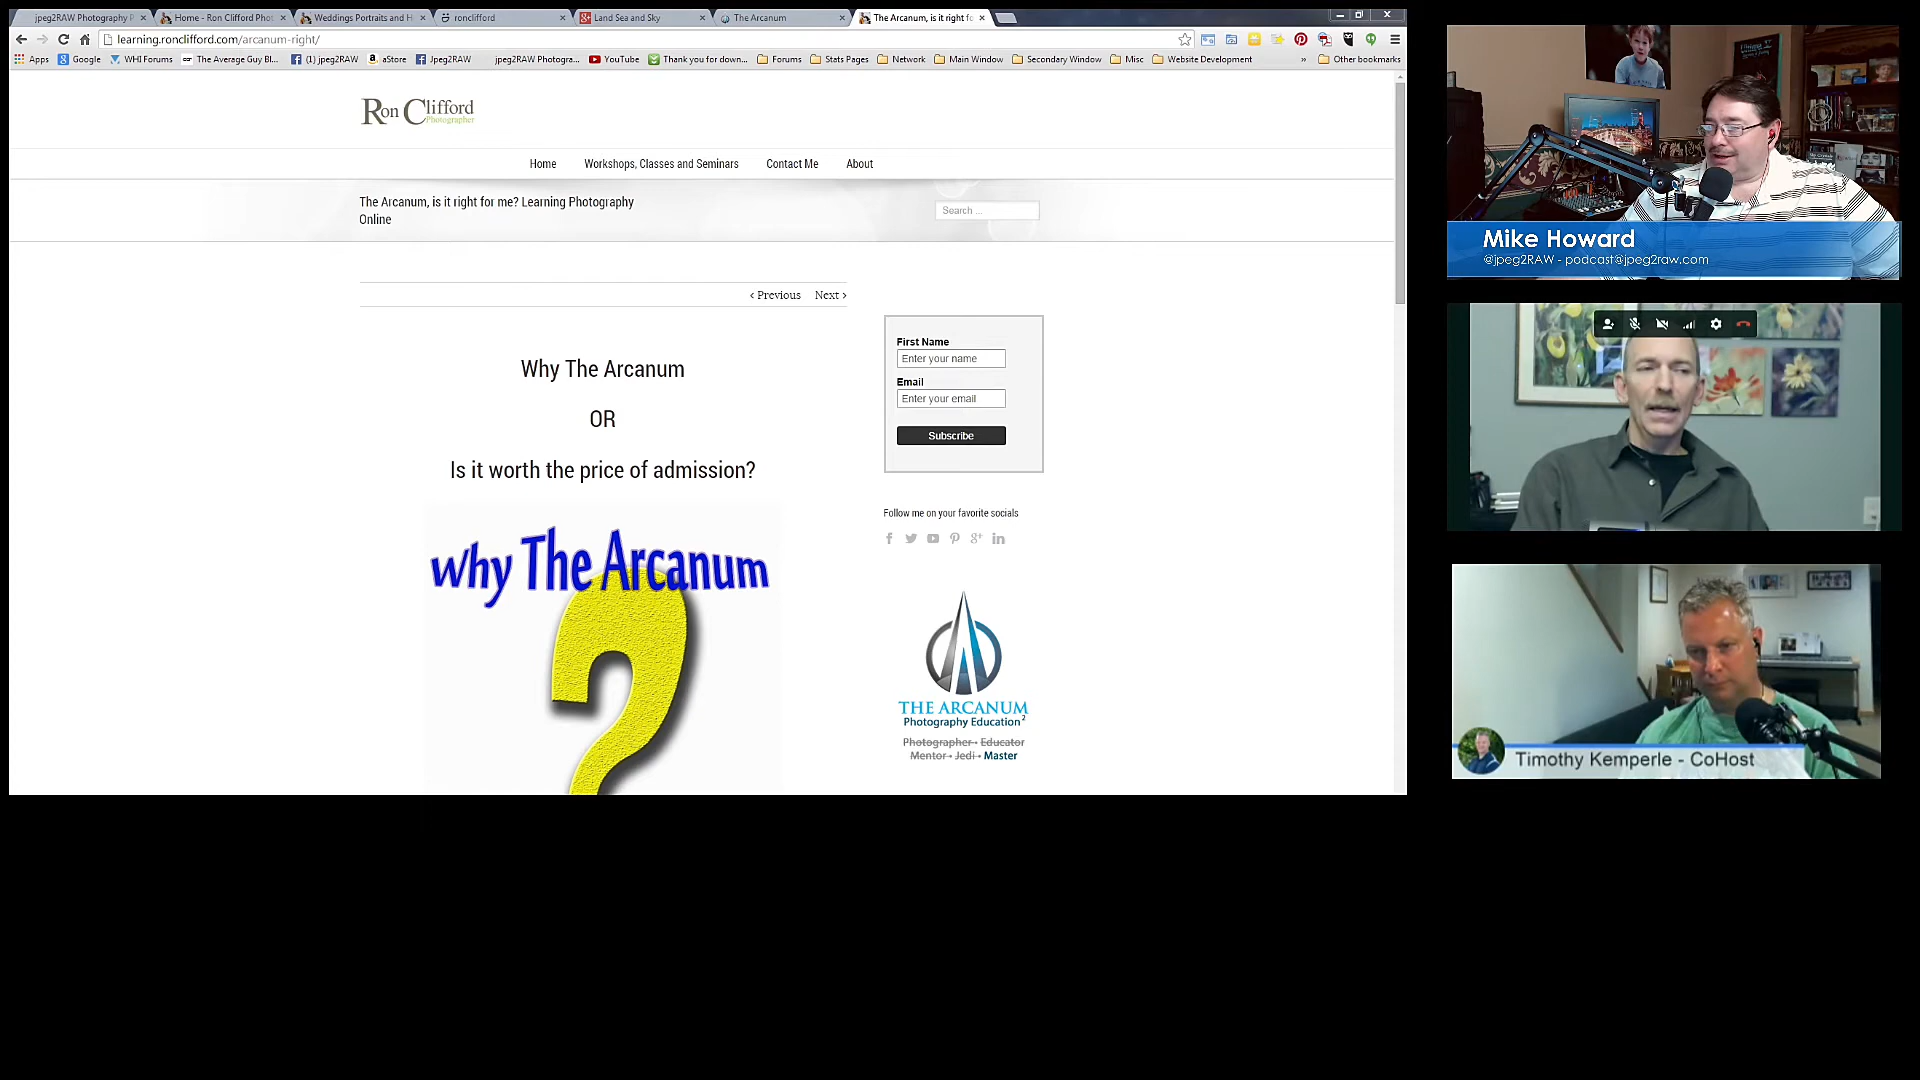 jpeg2RAW Photography P
Home - Ron Clifford Phot
Weddings Portraits and H
ronclifford
Land Sea and Sky
The Arcanum
The Arcanum, is it right fo
learning.ronclifford.com/arcanum-right/
Apps
Google
WHI Forums
The Average Guy Bl...
(1) jpeg2RAW
aStore
Jpeg2RAW
jpeg2RAW Photogra...
YouTube
Thank you for down...
Forums
Stats Pages
Network
Main Window
Secondary Window
Misc
Website Development
»
Other bookmarks
Ron Clifford
Photographer
Home
Workshops, Classes and Seminars
Contact Me
About
The Arcanum, is it right for me? Learning Photography
Online
Search ...
‹ Previous
Next ›
Why The Arcanum
OR
Is it worth the price of admission?
why The Arcanum
?
First Name
Enter your name
Email
Enter your email
Subscribe
Follow me on your favorite socials
THE ARCANUM
Photography Education²
Photographer • Educator
Mentor • Jedi • Master
Mike Howard
@jpeg2RAW - podcast@jpeg2raw.com
Timothy Kemperle - CoHost